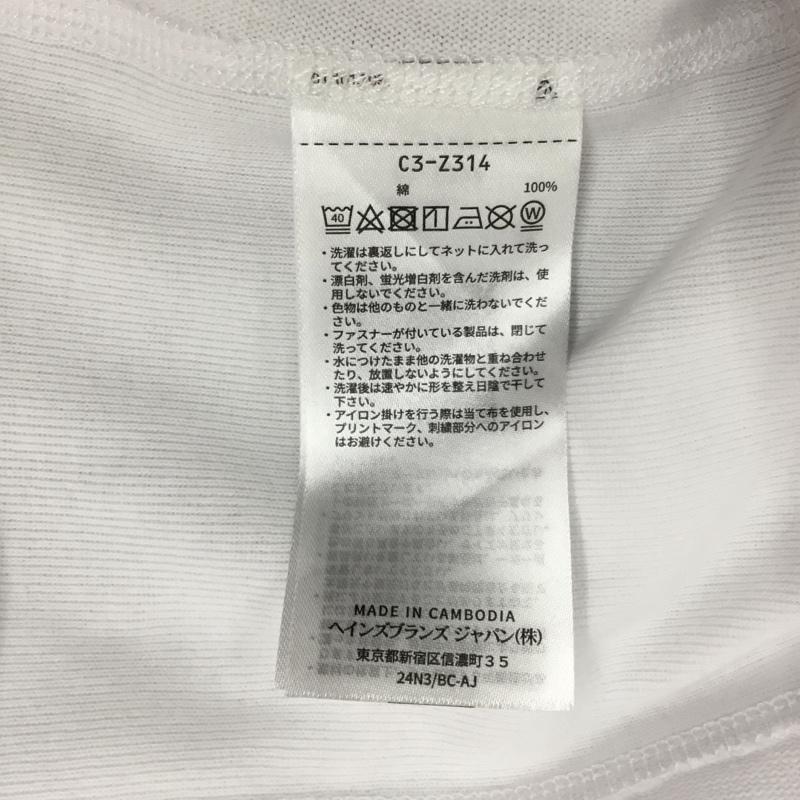 C3-Z314
綿 100%
40 W
・洗濯は裏返しにしてネットに入れて洗っ
てください。
・漂白剤、蛍光増白剤を含んだ洗剤は、使
用しないでください。
・色物は他のものと一緒に洗わないでくだ
さい。
・ファスナーが付いている製品は、閉じて
洗ってください。
・水につけたまま他の洗濯物と重ね合わせ
たり、放置しないようにしてください。
・洗濯後は速やかに形を整え日陰で干して
下さい。
・アイロン掛けを行う際は当て布を使用し、
プリントマーク、刺繍部分へのアイロン
はお避けください。
MADE IN CAMBODIA
ヘインズブランズ ジャパン(株)
東京都新宿区信濃町３５
24N3/BC-AJ